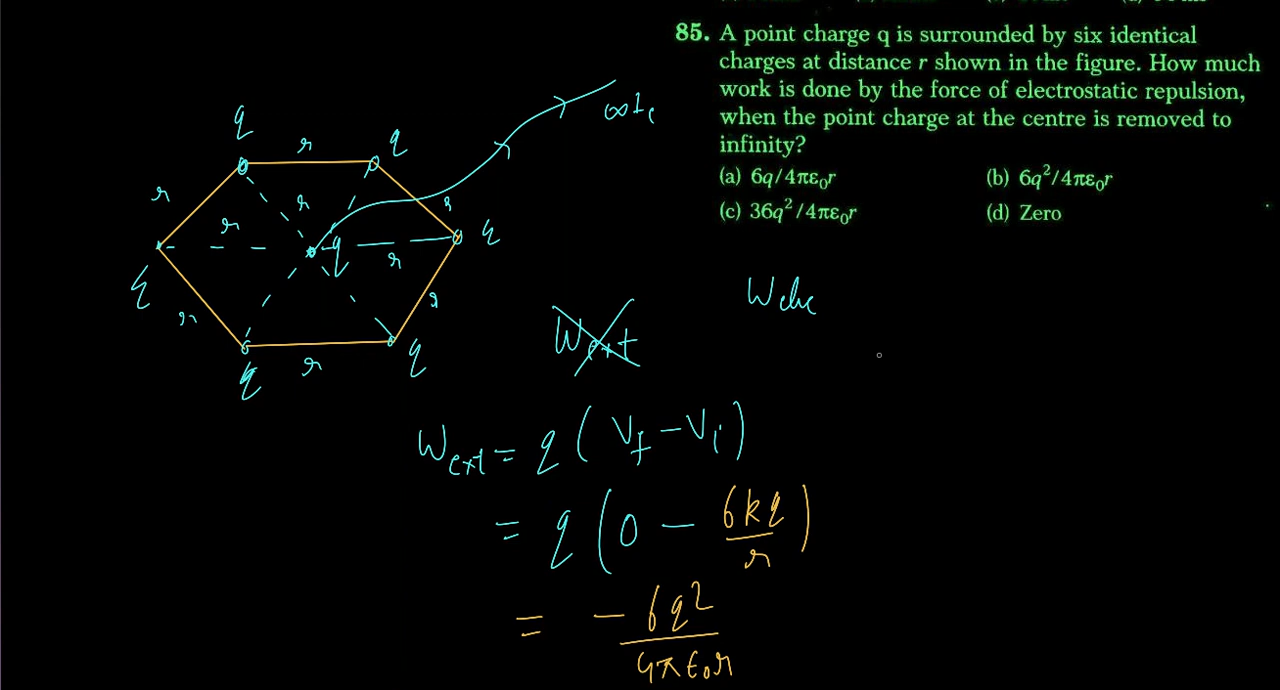 85. A point charge q is surrounded by six identical
charges at distance r shown in the figure. How much
work is done by the force of electrostatic repulsion,
when the point charge at the centre is removed to
infinity?
(a) 6q/4πε₀r (b) 6q²/4πε₀r
(c) 36q²/4πε₀r (d) Zero
q
r
q
r
r
r
q
r
q
r
q
r
r
q
r
q
∞
Wele
Wext
Wext = q ( Vf - Vi )
= q ( 0 - 6kq/r )
= - 6q²/4πε₀r